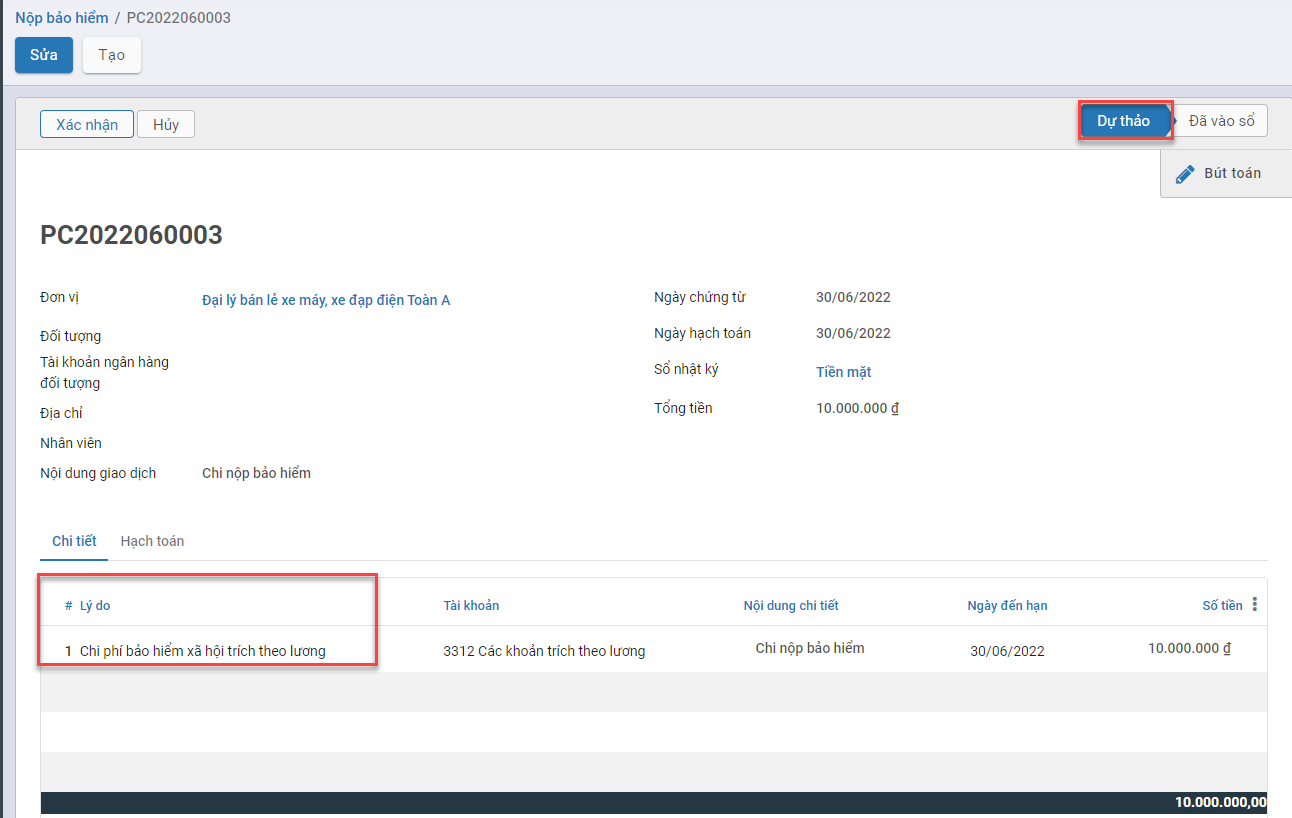 Nộp bảo hiểm / PC2022060003
Sửa Tạo
Xác nhận Hủy Dự thảo Đã vào sổ
Bút toán
PC2022060003
Đơn vị Đại lý bán lẻ xe máy, xe đạp điện Toàn A Ngày chứng từ 30/06/2022
Đối tượng Ngày hạch toán 30/06/2022
Tài khoản ngân hàng đối tượng Sổ nhật ký Tiền mặt
Địa chỉ Tổng tiền 10.000.000 ₫
Nhân viên
Nội dung giao dịch Chi nộp bảo hiểm
Chi tiết Hạch toán
# Lý do Tài khoản Nội dung chi tiết Ngày đến hạn Số tiền
1 Chi phí bảo hiểm xã hội trích theo lương 3312 Các khoản trích theo lương Chi nộp bảo hiểm 30/06/2022 10.000.000 ₫
10.000.000,00